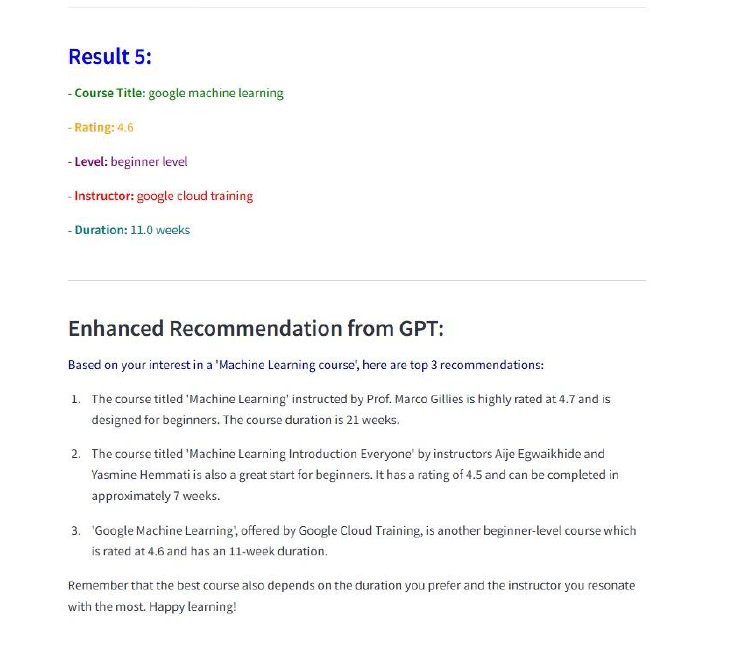 Result 5:
- Course Title: google machine learning
- Rating: 4.6
- Level: beginner level
- Instructor: google cloud training
- Duration: 11.0 weeks
Enhanced Recommendation from GPT:
Based on your interest in a 'Machine Learning course', here are top 3 recommendations:
1. The course titled 'Machine Learning' instructed by Prof. Marco Gillies is highly rated at 4.7 and is
designed for beginners. The course duration is 21 weeks.
2. The course titled 'Machine Learning Introduction Everyone' by instructors Aije Egwaikhide and
Yasmine Hemmati is also a great start for beginners. It has a rating of 4.5 and can be completed in
approximately 7 weeks.
3. 'Google Machine Learning', offered by Google Cloud Training, is another beginner-level course which
is rated at 4.6 and has an 11-week duration.
Remember that the best course also depends on the duration you prefer and the instructor you resonate
with the most. Happy learning!